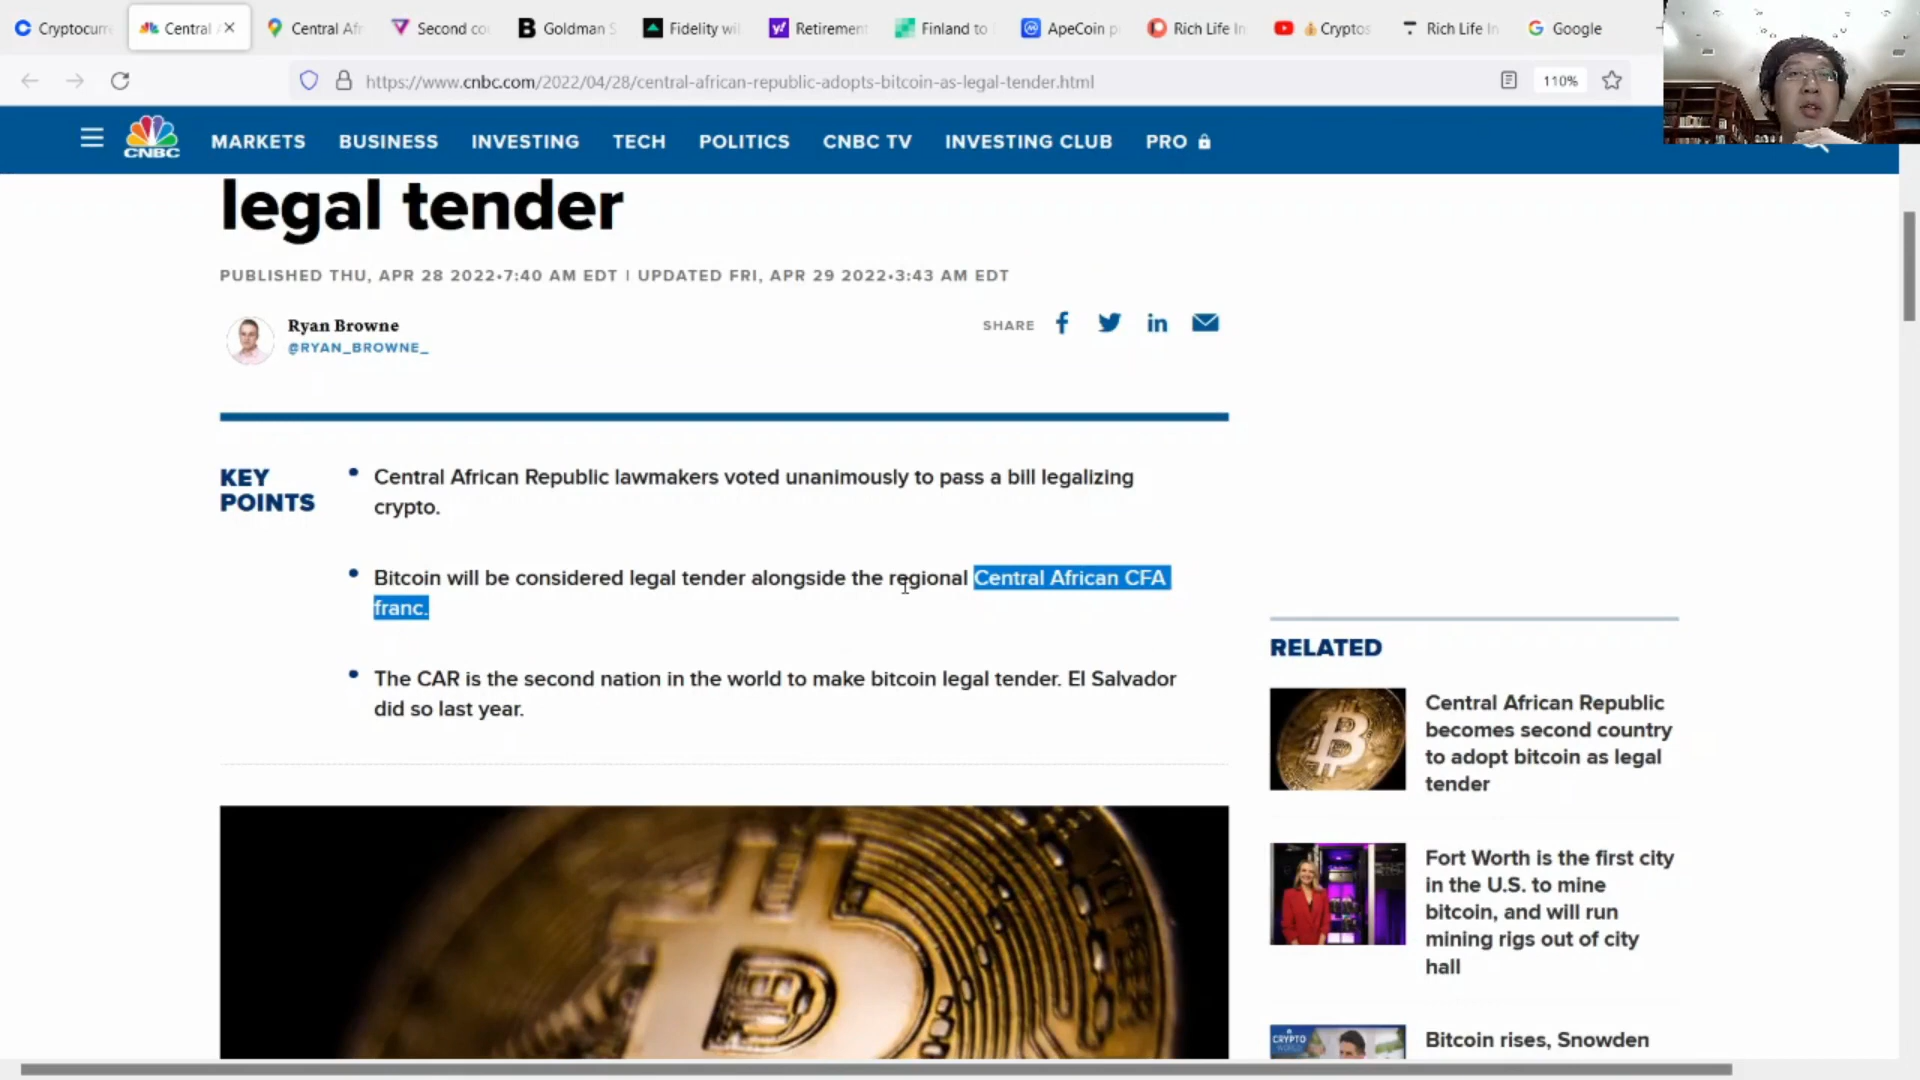 Cryptocurr
Central A
Central Afr
Second co
Goldman S
Fidelity wil
Retirement
Finland to
ApeCoin p
Rich Life In
Cryptos
Rich Life In
Google
https://www.cnbc.com/2022/04/28/central-african-republic-adopts-bitcoin-as-legal-tender.html
110%
CNBC
MARKETS
BUSINESS
INVESTING
TECH
POLITICS
CNBC TV
INVESTING CLUB
PRO
legal tender
PUBLISHED THU, APR 28 2022•7:40 AM EDT | UPDATED FRI, APR 29 2022•3:43 AM EDT
Ryan Browne
@RYAN_BROWNE_
SHARE
KEY
POINTS
Central African Republic lawmakers voted unanimously to pass a bill legalizing
crypto.
Bitcoin will be considered legal tender alongside the regional Central African CFA
franc.
The CAR is the second nation in the world to make bitcoin legal tender. El Salvador
did so last year.
RELATED
Central African Republic
becomes second country
to adopt bitcoin as legal
tender
Fort Worth is the first city
in the U.S. to mine
bitcoin, and will run
mining rigs out of city
hall
CRYPTO
WORLD
Bitcoin rises, Snowden